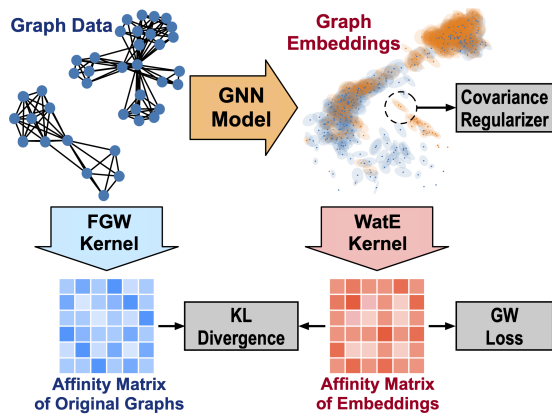 Graph Data
Graph
Embeddings
GNN
Model
Covariance
Regularizer
FGW
Kernel
WatE
Kernel
KL
Divergence
GW
Loss
Affinity Matrix
of Original Graphs
Affinity Matrix
of Embeddings